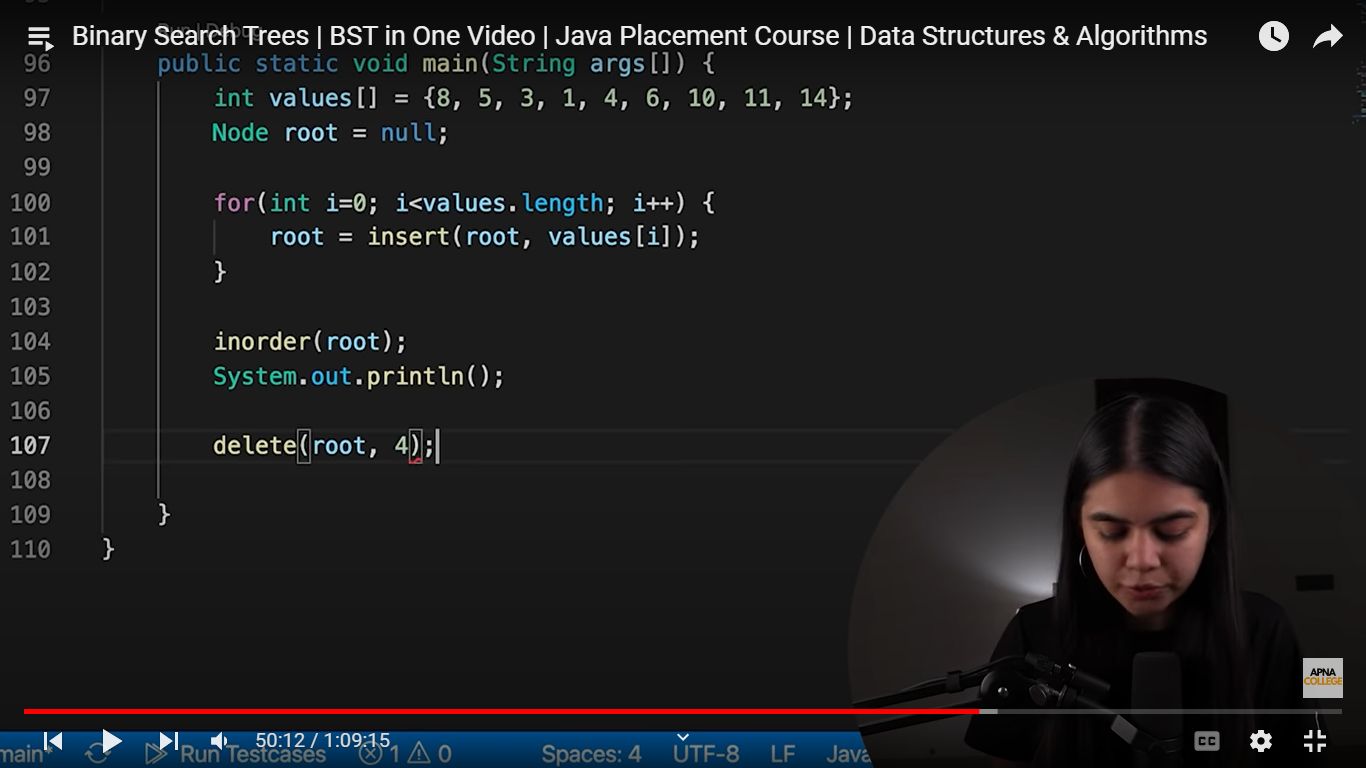 Binary Search Trees | BST in One Video | Java Placement Course | Data Structures & Algorithms
Run | Debug
96 public static void main(String args[]) {
97 int values[] = {8, 5, 3, 1, 4, 6, 10, 11, 14};
98 Node root = null;
99
100 for(int i=0; i<values.length; i++) {
101 root = insert(root, values[i]);
102 }
103
104 inorder(root);
105 System.out.println();
106
107 delete(root, 4);
108
109 }
110 }
APNA
COLLEGE
50:12 / 1:09:15
CC
main* Run Testcases 1 0 Spaces: 4 UTF-8 LF Java